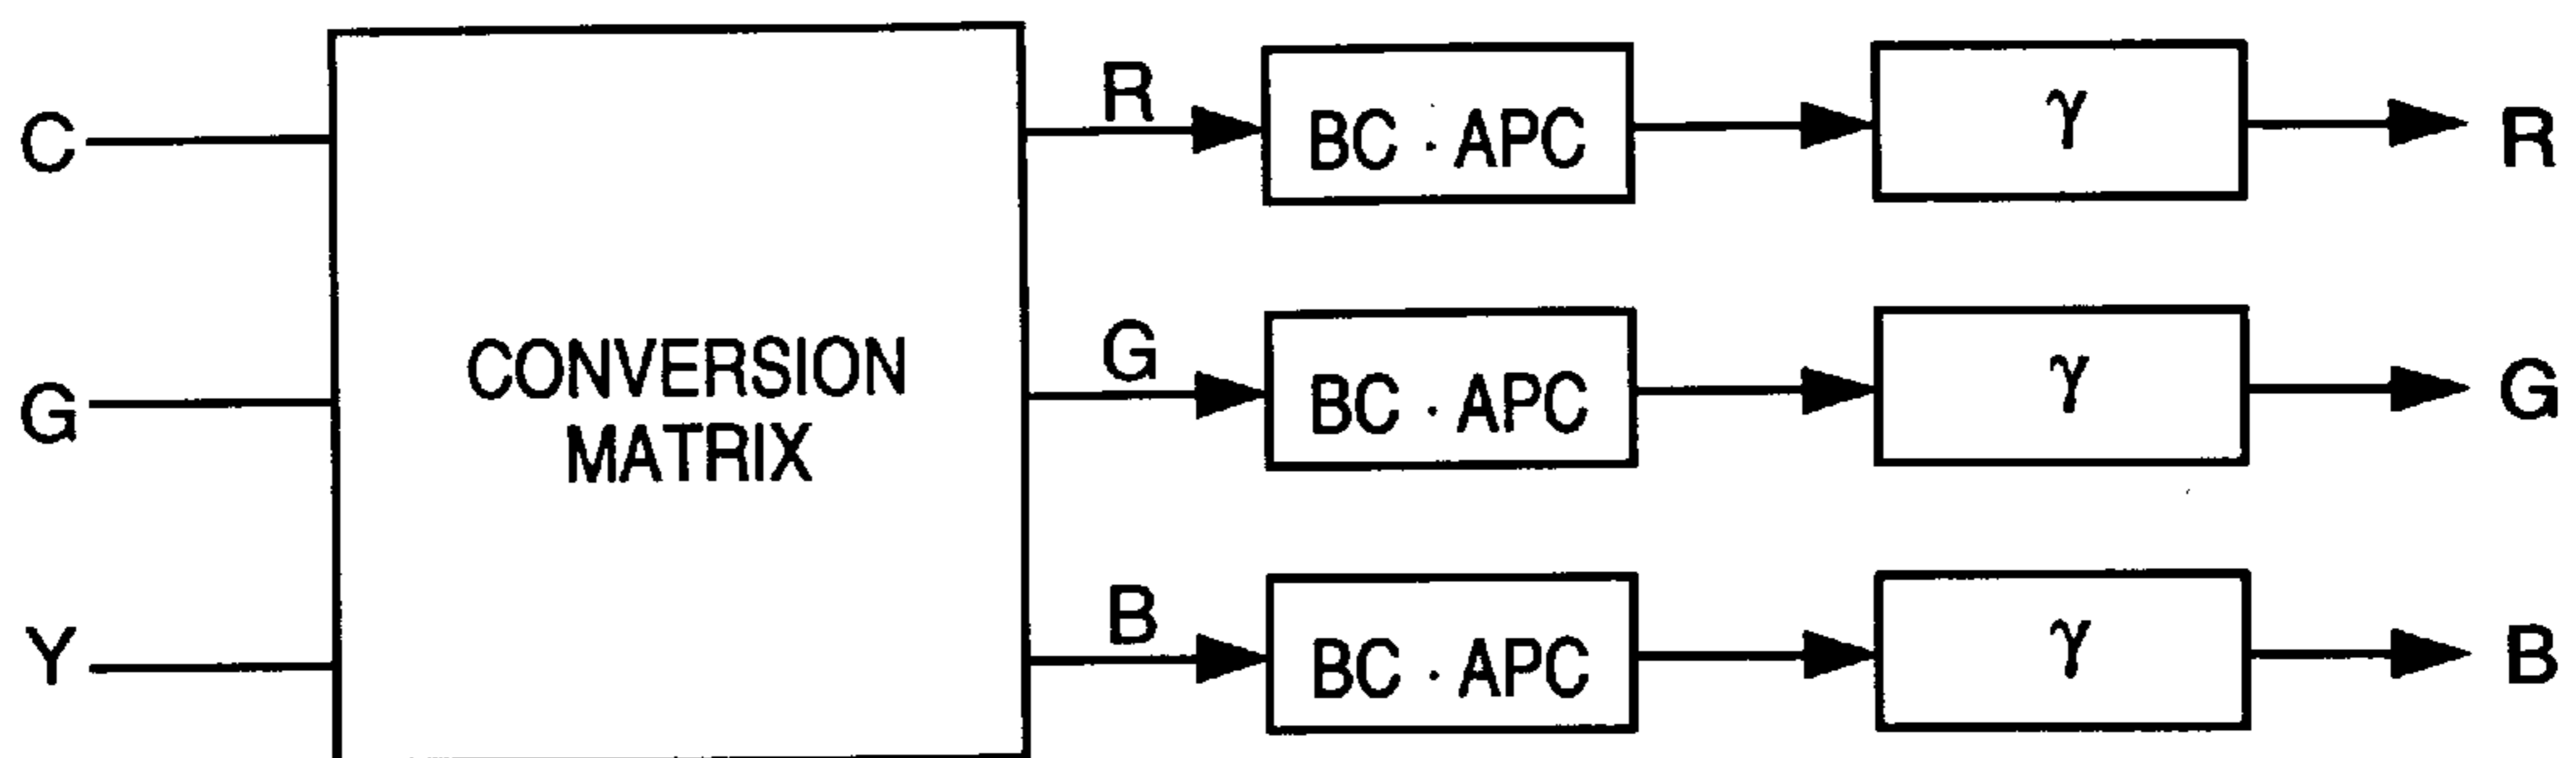 C
G
Y
CONVERSION
MATRIX
R
BC · APC
γ
R
G
BC · APC
γ
G
B
BC · APC
γ
B